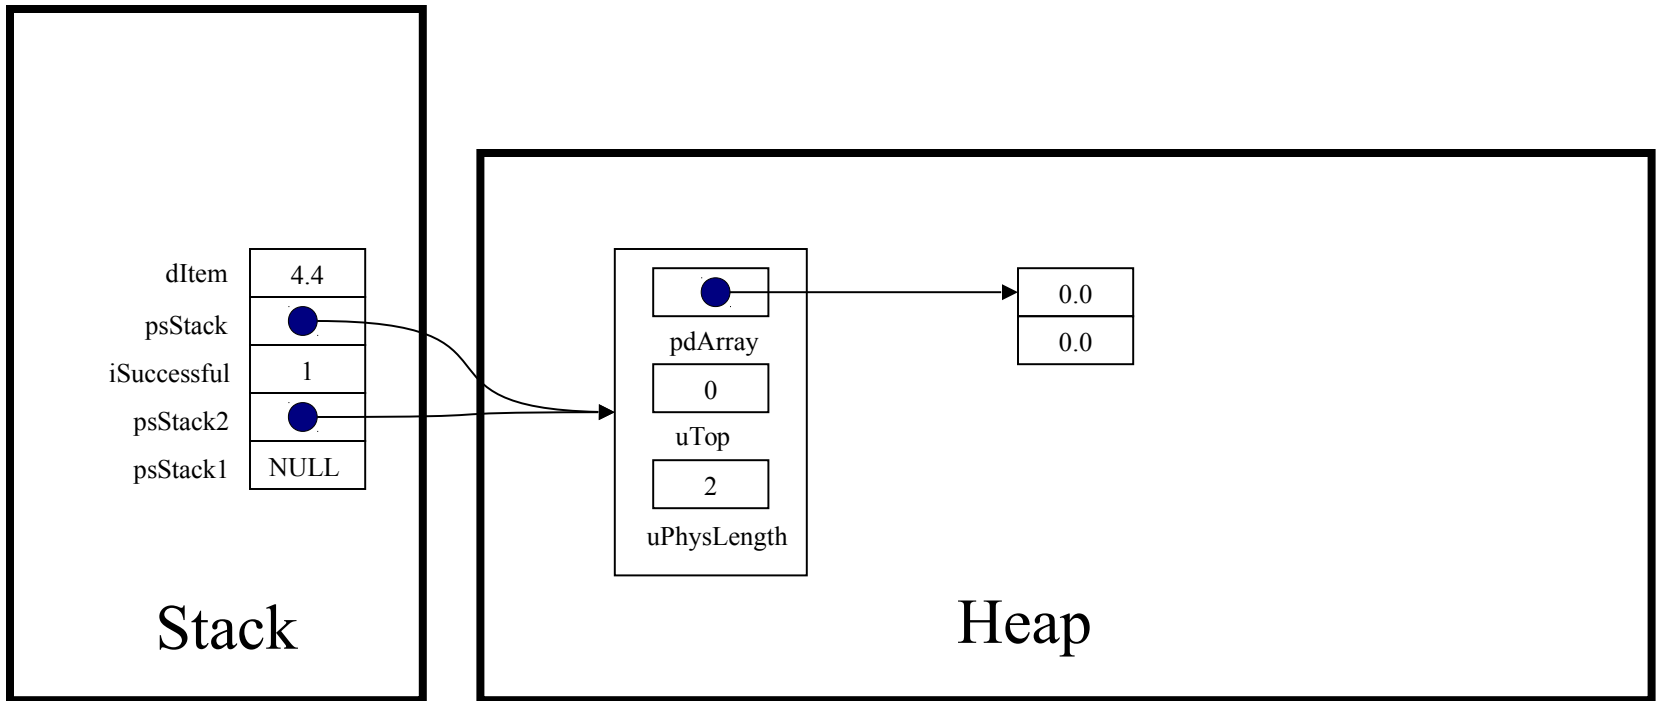 dItem 4.4
psStack
iSuccessful 1
psStack2
psStack1 NULL
Stack
pdArray
0
uTop
2
uPhysLength
0.0
0.0
Heap